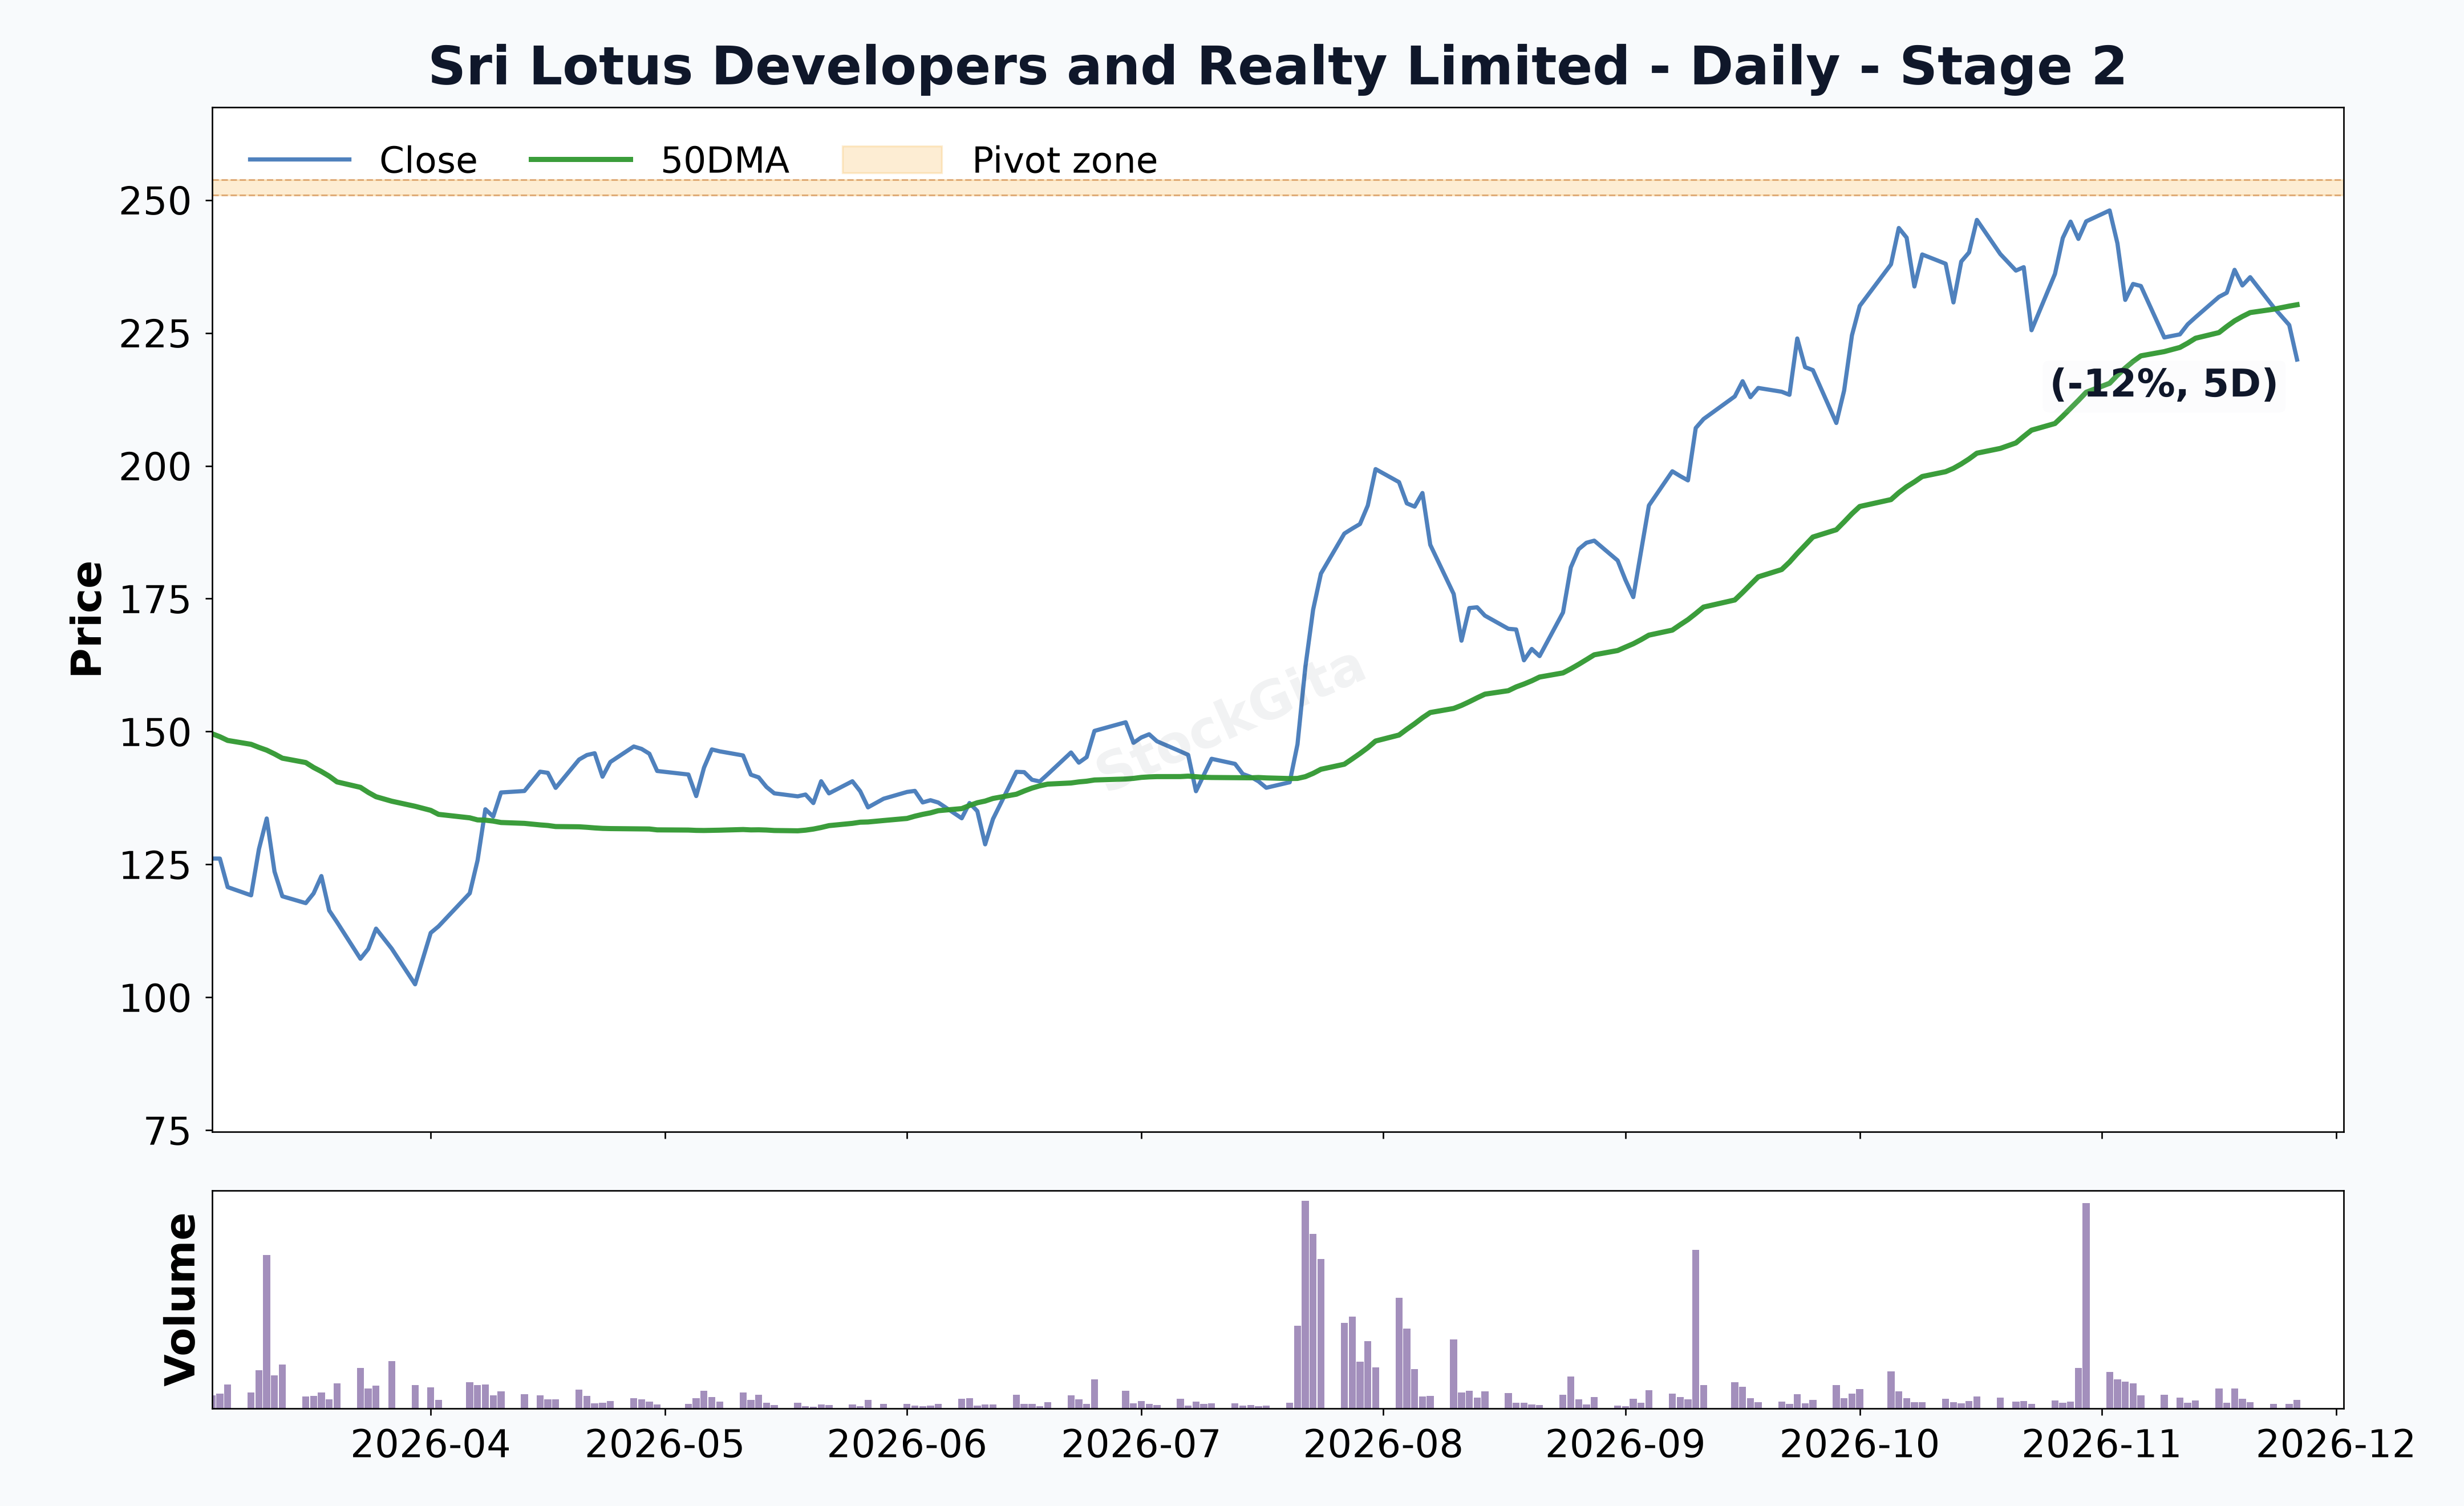 Sri Lotus Developers and Realty Limited - Daily - Stage 2
Close 50DMA Pivot zone
250
225
200
175
150
125
100
75
Price
(-12%, 5D)
StockGita
Volume
2026-04 2026-05 2026-06 2026-07 2026-08 2026-09 2026-10 2026-11 2026-12